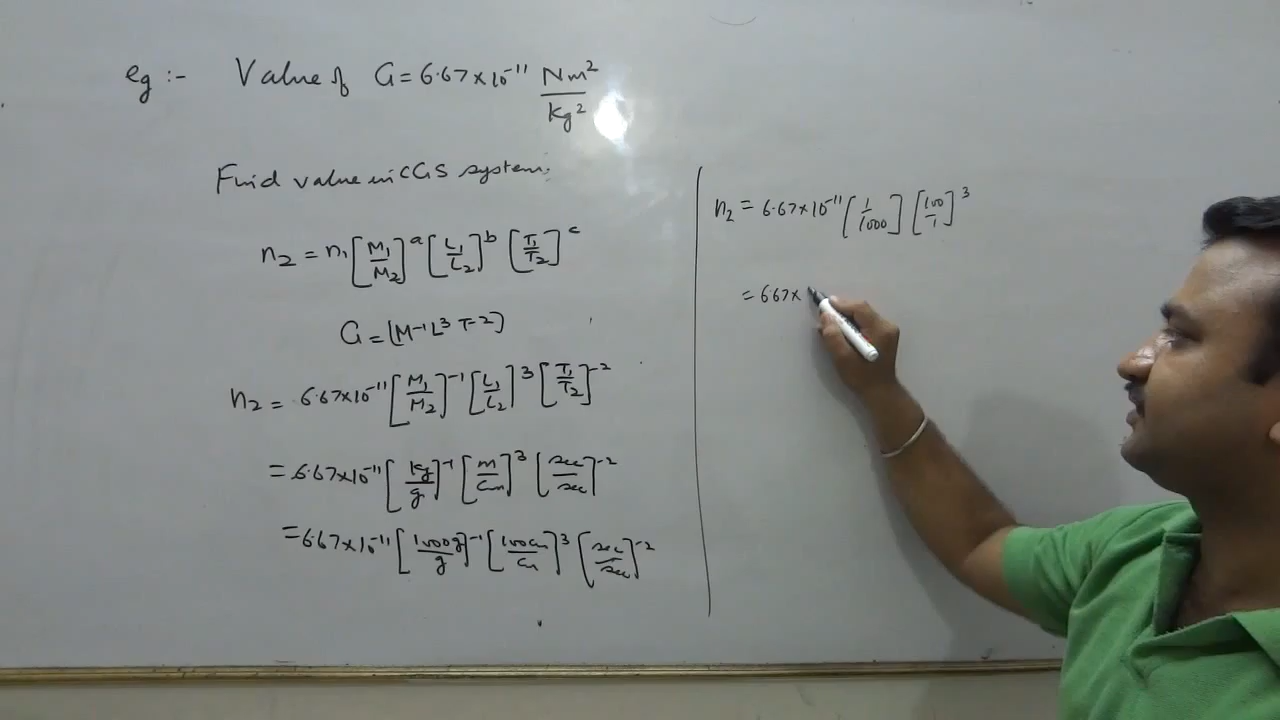 eg :- Value of G = 6.67×10⁻¹¹ Nm²/kg²
Find value in CGS system.
n₂ = n₁ [M₁/M₂]ᵃ [L₁/L₂]ᵇ [T₁/T₂]ᶜ
G = [M⁻¹L³T⁻²]
n₂ = 6.67×10⁻¹¹ [M₁/M₂]⁻¹ [L₁/L₂]³ [T₁/T₂]⁻²
= 6.67×10⁻¹¹ [kg/g]⁻¹ [m/cm]³ [sec/sec]⁻²
= 6.67×10⁻¹¹ [1000g/g]⁻¹ [100cm/cm]³ [sec/sec]⁻²
n₂ = 6.67×10⁻¹¹ [1/1000] [100/1]³
= 6.67×